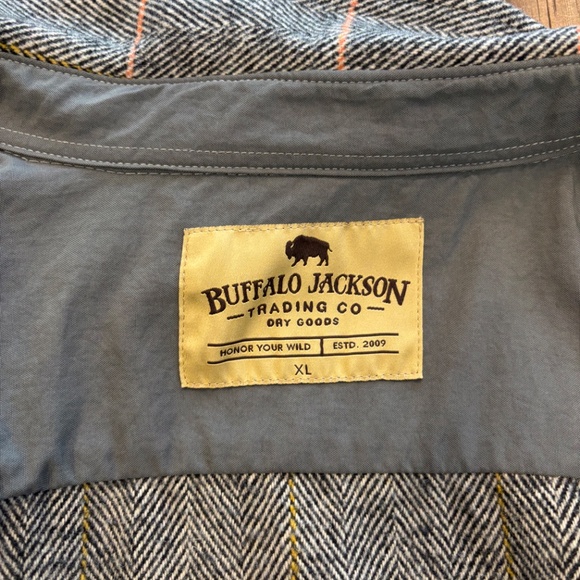 BUFFALO JACKSON
TRADING CO
DRY GOODS
HONOR YOUR WILD ESTD. 2009
XL